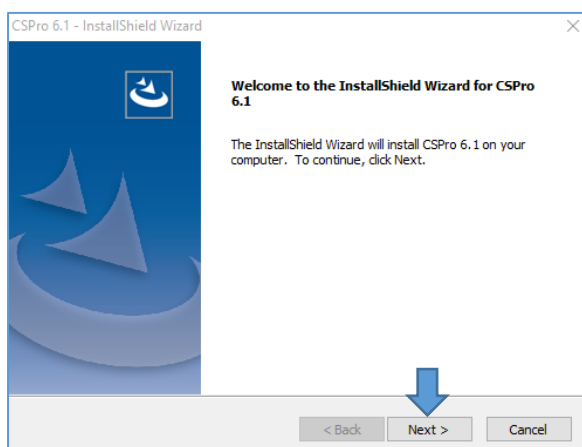 CSPro 6.1 - InstallShield Wizard
Welcome to the InstallShield Wizard for CSPro
6.1
The InstallShield Wizard will install CSPro 6.1 on your
computer. To continue, click Next.
< Back Next > Cancel